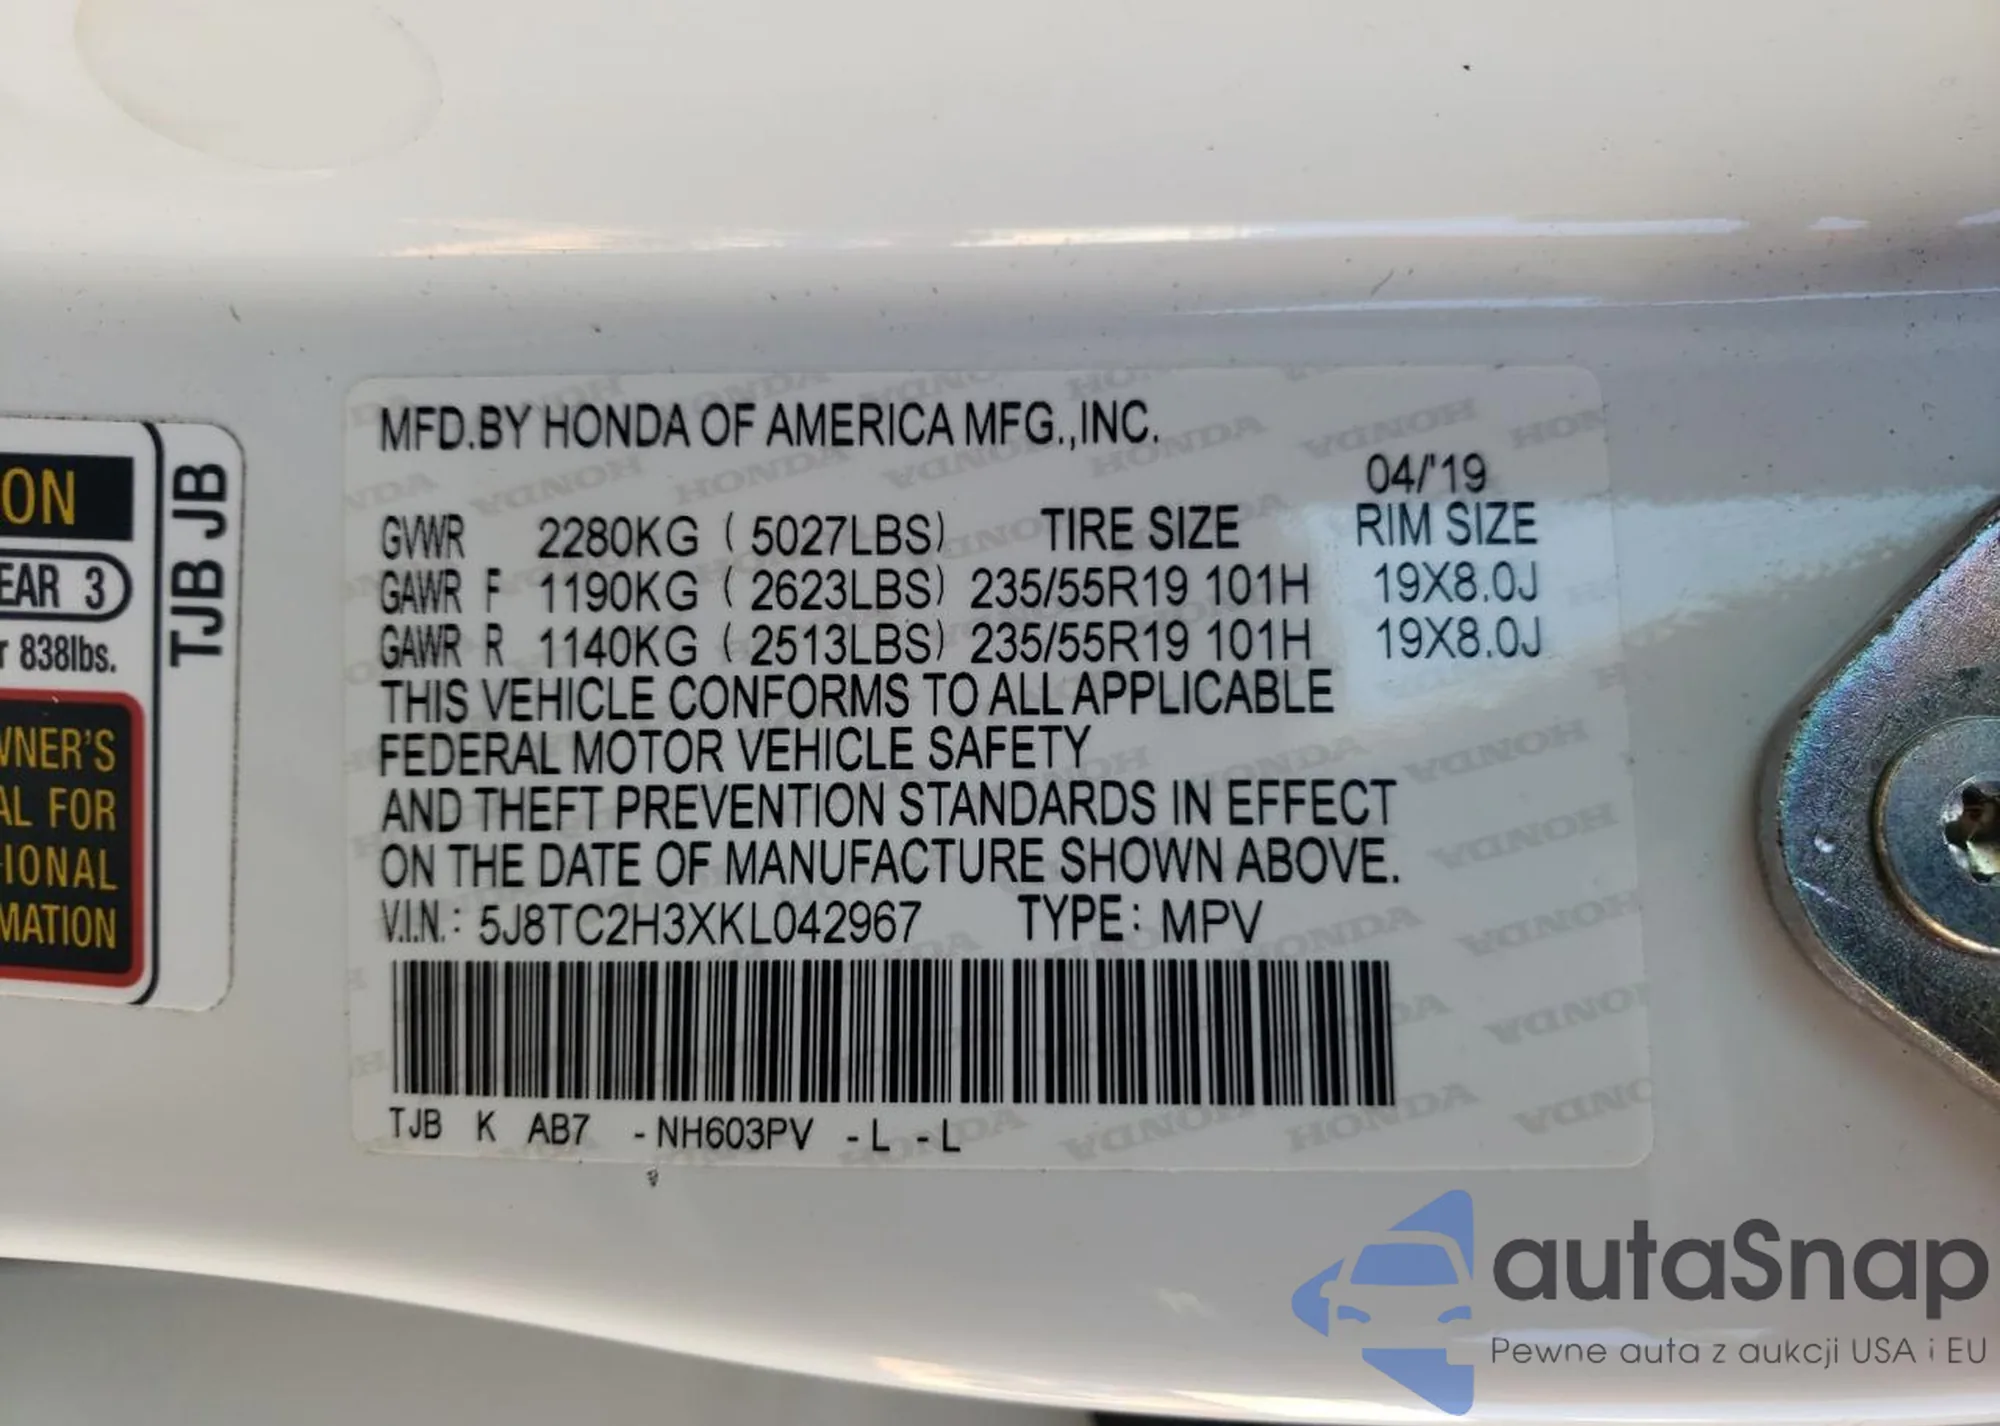 MFD.BY HONDA OF AMERICA MFG.,INC.
04/'19
GVWR 2280KG ( 5027LBS) TIRE SIZE RIM SIZE
GAWR F 1190KG ( 2623LBS) 235/55R19 101H 19X8.0J
GAWR R 1140KG ( 2513LBS) 235/55R19 101H 19X8.0J
THIS VEHICLE CONFORMS TO ALL APPLICABLE
FEDERAL MOTOR VEHICLE SAFETY
AND THEFT PREVENTION STANDARDS IN EFFECT
ON THE DATE OF MANUFACTURE SHOWN ABOVE.
V.I.N.: 5J8TC2H3XKL042967 TYPE: MPV
TJB K AB7 -NH603PV -L -L
ON
EAR 3
r 838lbs.
WNER'S
AL FOR
IONAL
MATION
TJB JB
autaSnap
Pewne auta z aukcji USA i EU